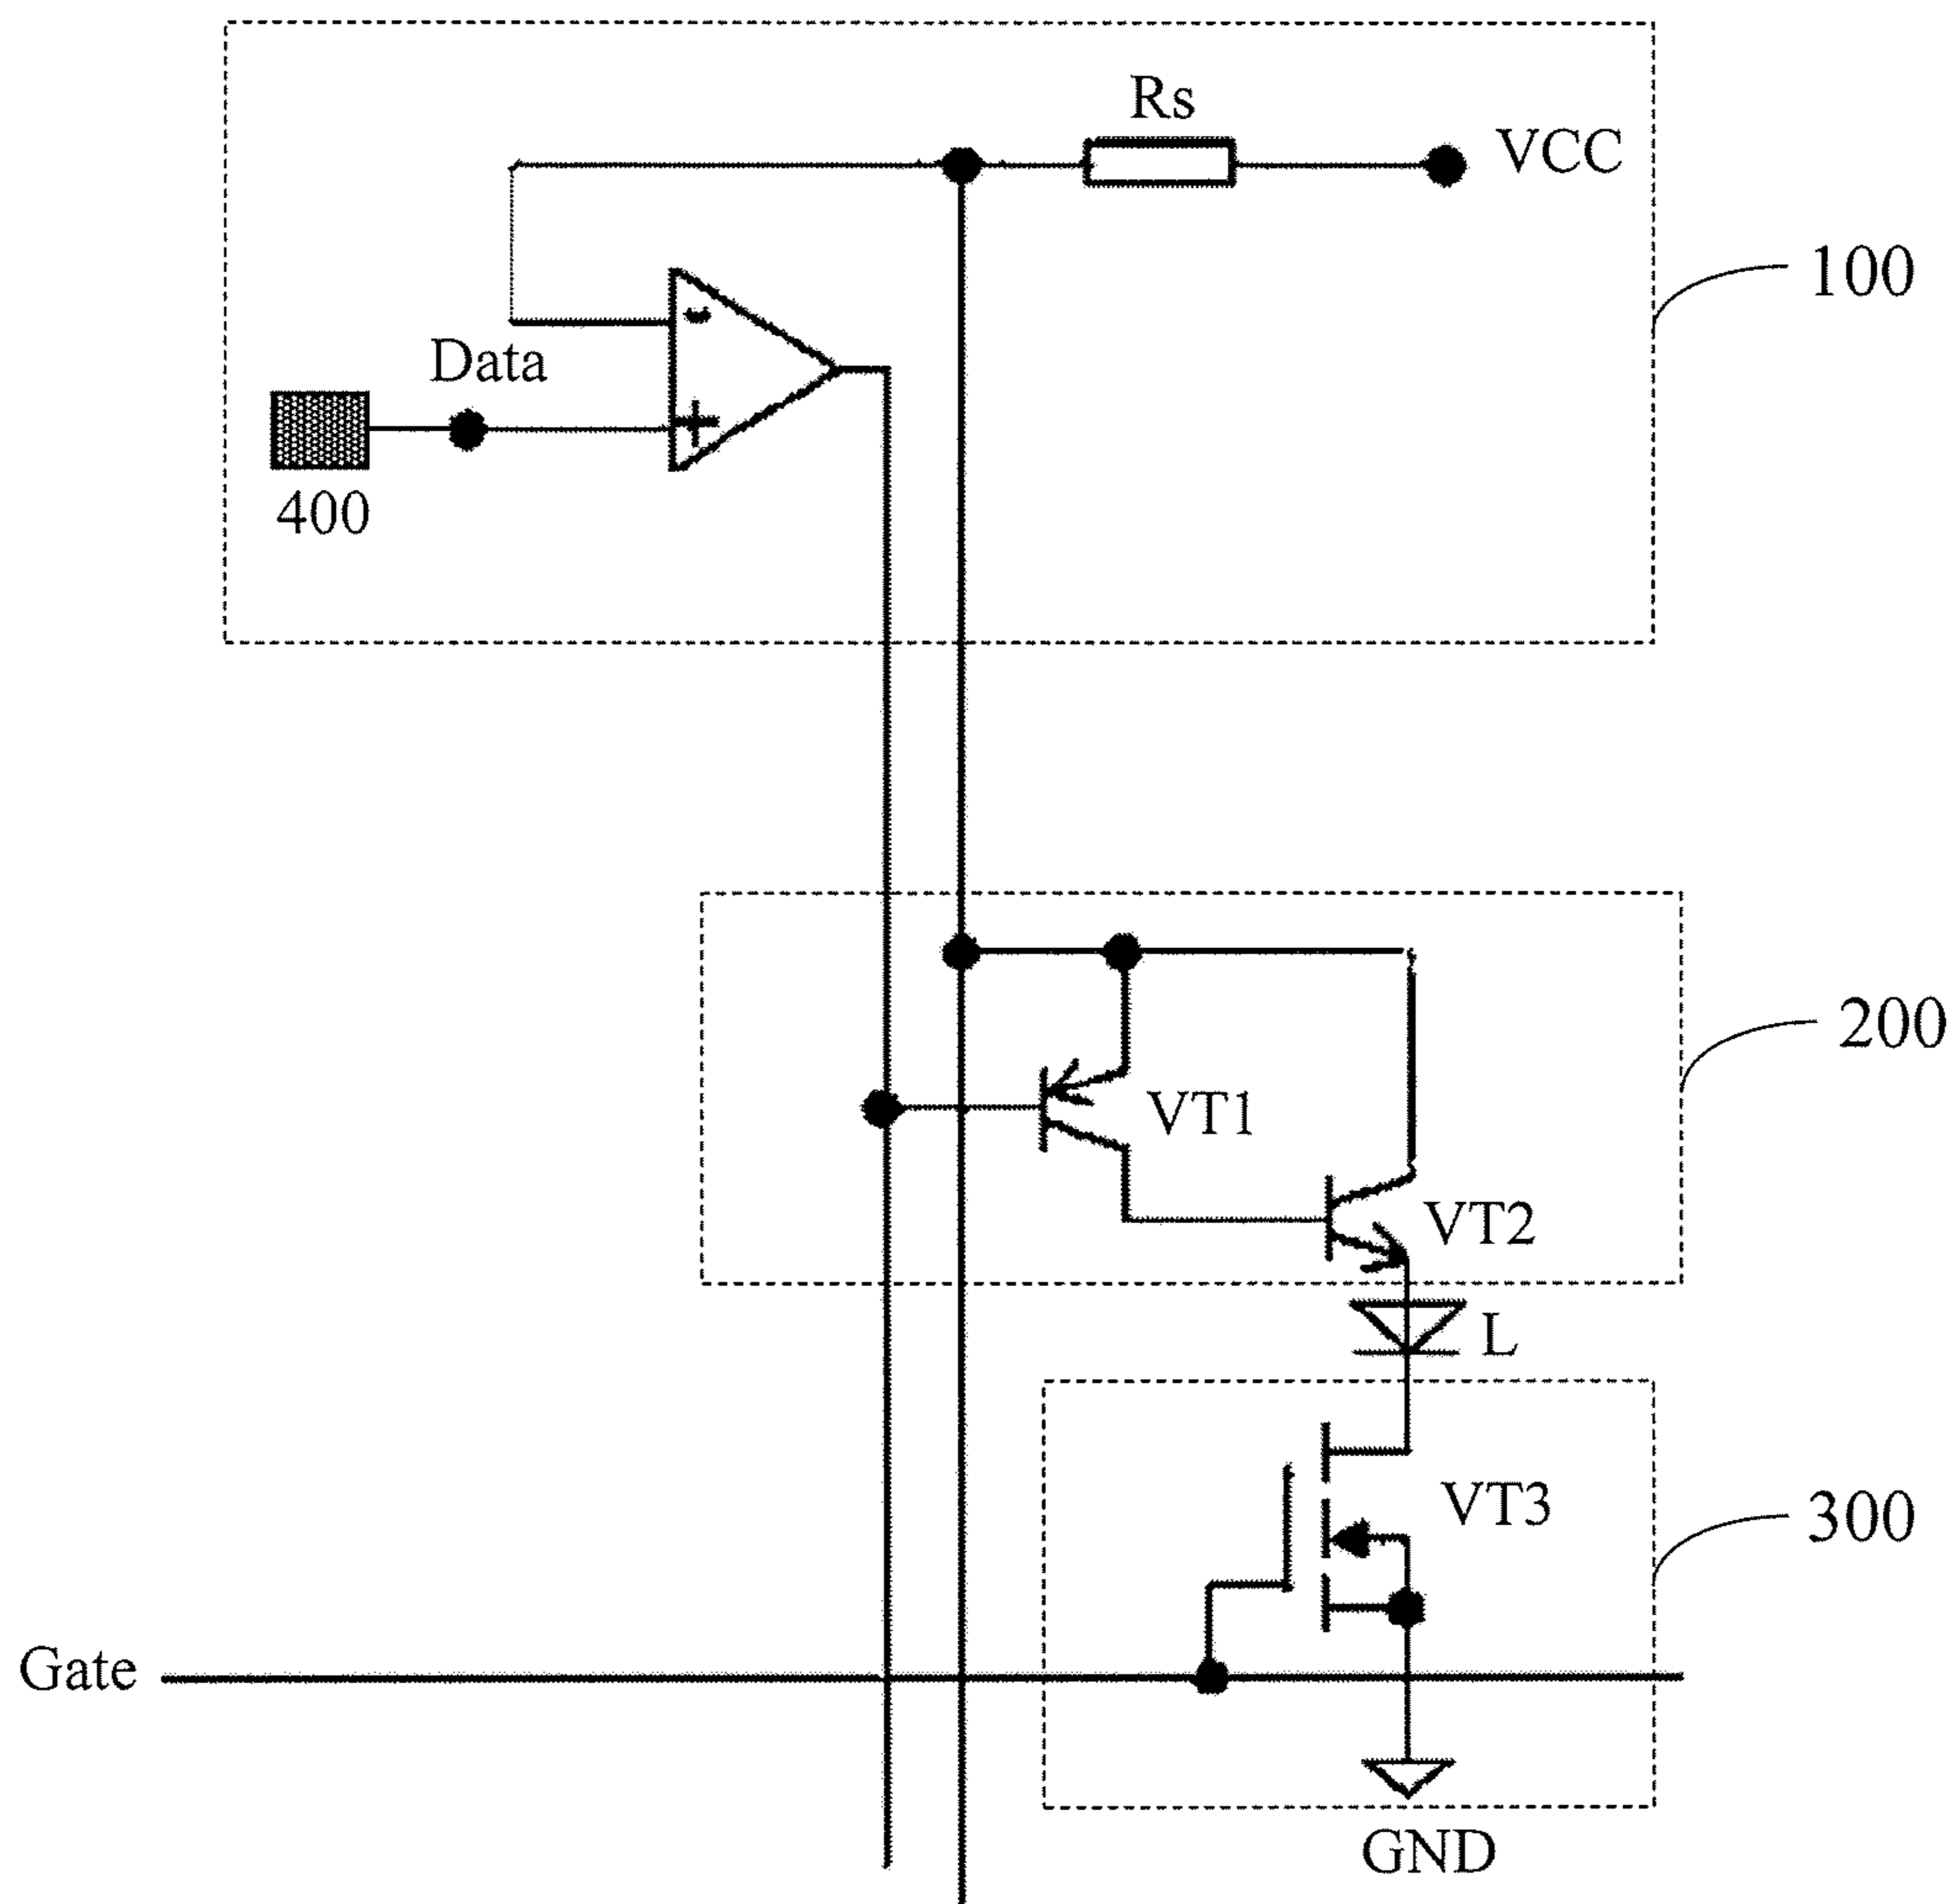 Rs
VCC
100
-
Data
+
400
200
VT1
VT2
L
VT3
300
Gate
GND